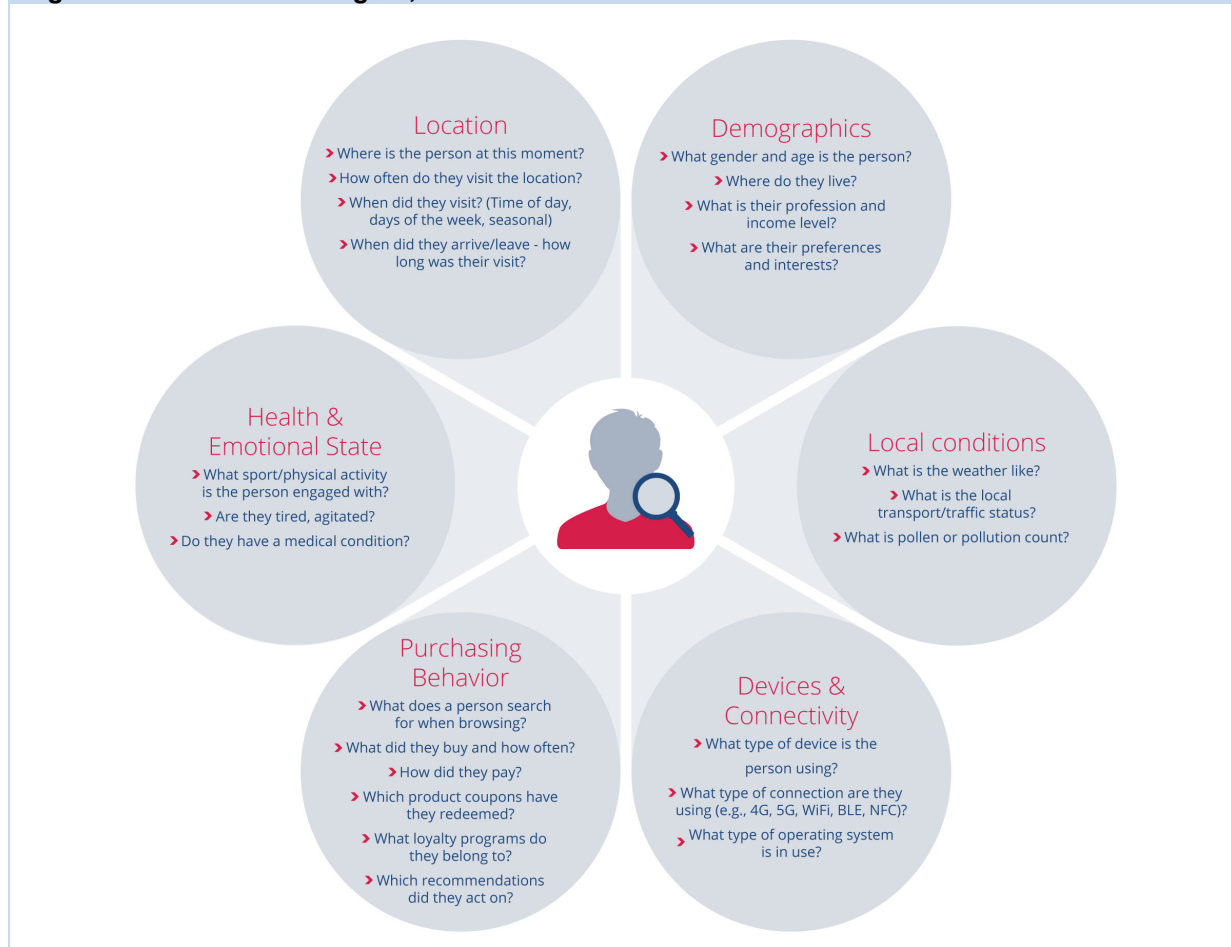 Location
> Where is the person at this moment?
> How often do they visit the location?
> When did they visit? (Time of day,
days of the week, seasonal)
> When did they arrive/leave - how
long was their visit?
Demographics
> What gender and age is the person?
> Where do they live?
> What is their profession and
income level?
> What are their preferences
and interests?
Health &
Emotional State
> What sport/physical activity
is the person engaged with?
> Are they tired, agitated?
> Do they have a medical condition?
Local conditions
> What is the weather like?
> What is the local
transport/traffic status?
> What is pollen or pollution count?
Purchasing
Behavior
> What does a person search
for when browsing?
> What did they buy and how often?
> How did they pay?
> Which product coupons have
they redeemed?
> What loyalty programs do
they belong to?
> Which recommendations
did they act on?
Devices &
Connectivity
> What type of device is the
person using?
> What type of connection are they
using (e.g., 4G, 5G, WiFi, BLE, NFC)?
> What type of operating system
is in use?